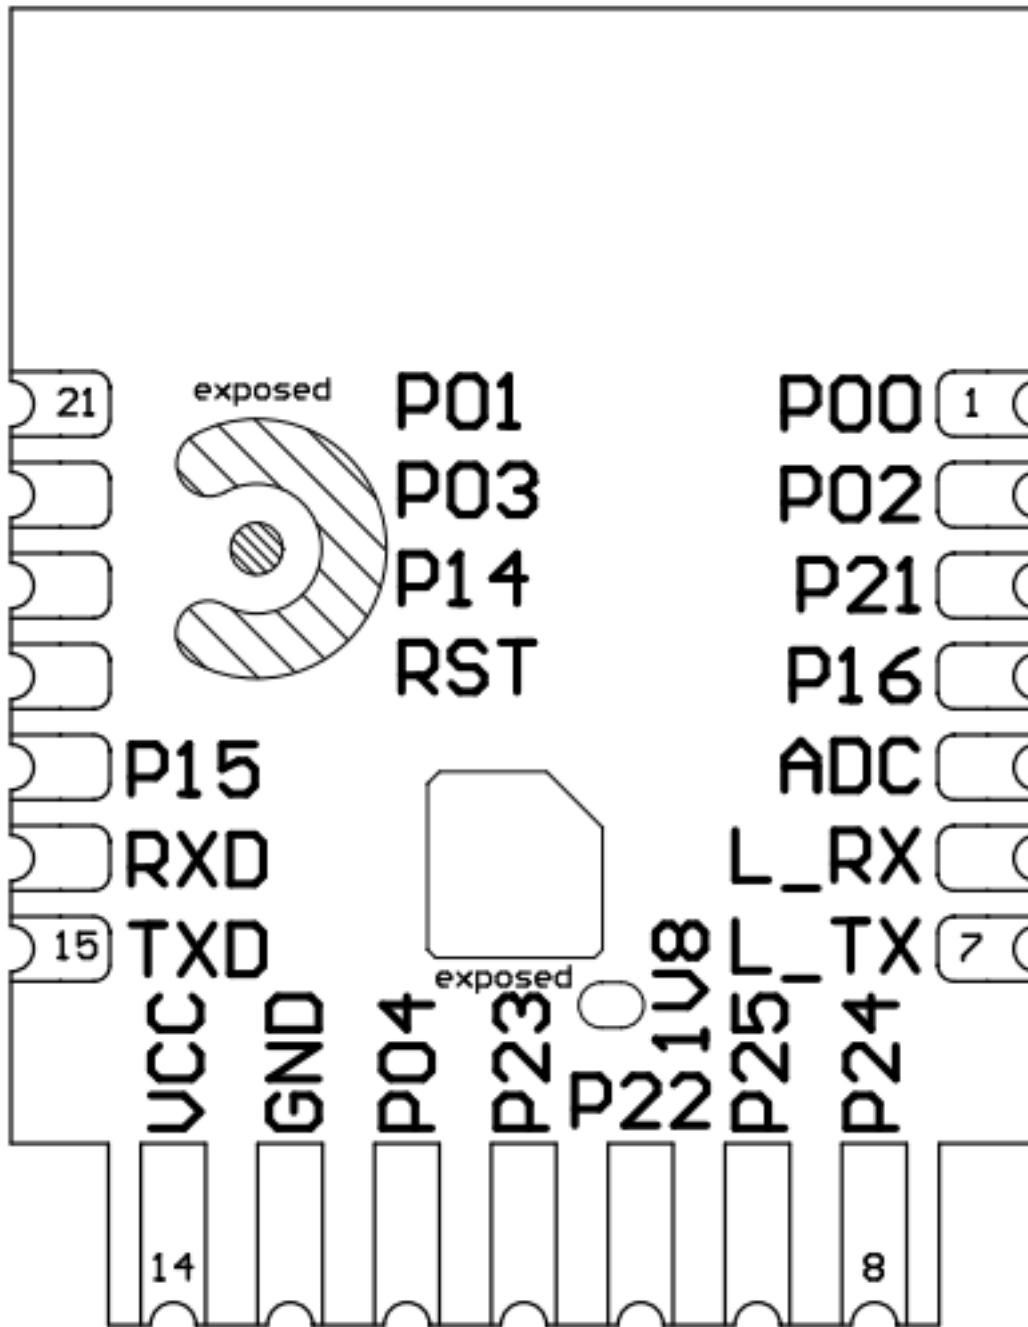 exposed
21 P01 P00 1
P03 P02
P14 P21
RST P16
P15 ADC
RXD L_RX
15 TXD L_TX 7
exposed
1V8
VCC GND P04 P23 P22 P25 P24
14 8